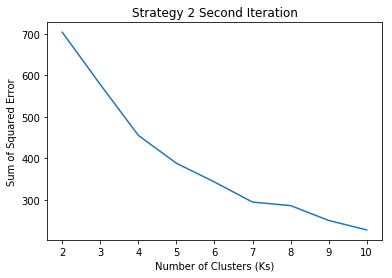 Strategy 2 Second Iteration
700
600
500
400
300
Sum of Squared Error
2 3 4 5 6 7 8 9 10
Number of Clusters (Ks)